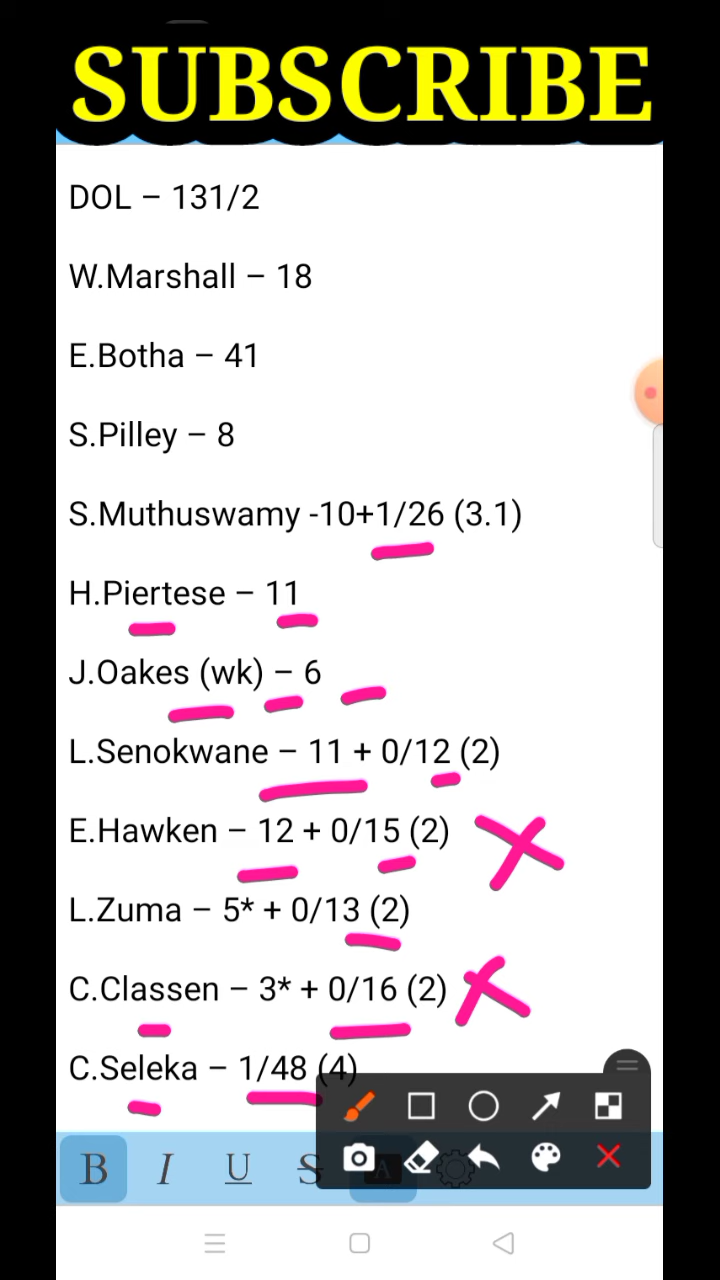 SUBSCRIBE
DOL – 131/2
W.Marshall – 18
E.Botha – 41
S.Pilley – 8
S.Muthuswamy -10+1/26 (3.1)
H.Piertese – 11
J.Oakes (wk) – 6
L.Senokwane – 11 + 0/12 (2)
E.Hawken – 12 + 0/15 (2)
L.Zuma – 5* + 0/13 (2)
C.Classen – 3* + 0/16 (2)
C.Seleka – 1/48 (4)
B I U S A